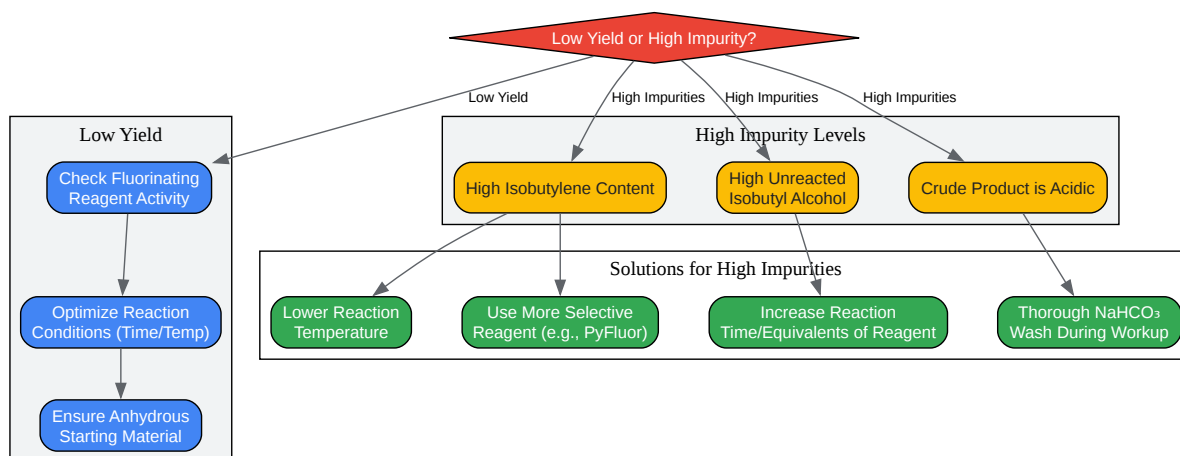 Low Yield or High Impurity?
Low Yield
High Impurities
High Impurities
High Impurities
Low Yield
Check Fluorinating
Reagent Activity
Optimize Reaction
Conditions (Time/Temp)
Ensure Anhydrous
Starting Material
High Impurity Levels
High Isobutylene Content
High Unreacted
Isobutyl Alcohol
Crude Product is Acidic
Solutions for High Impurities
Lower Reaction
Temperature
Use More Selective
Reagent (e.g., PyFluor)
Increase Reaction
Time/Equivalents of Reagent
Thorough NaHCO₃
Wash During Workup